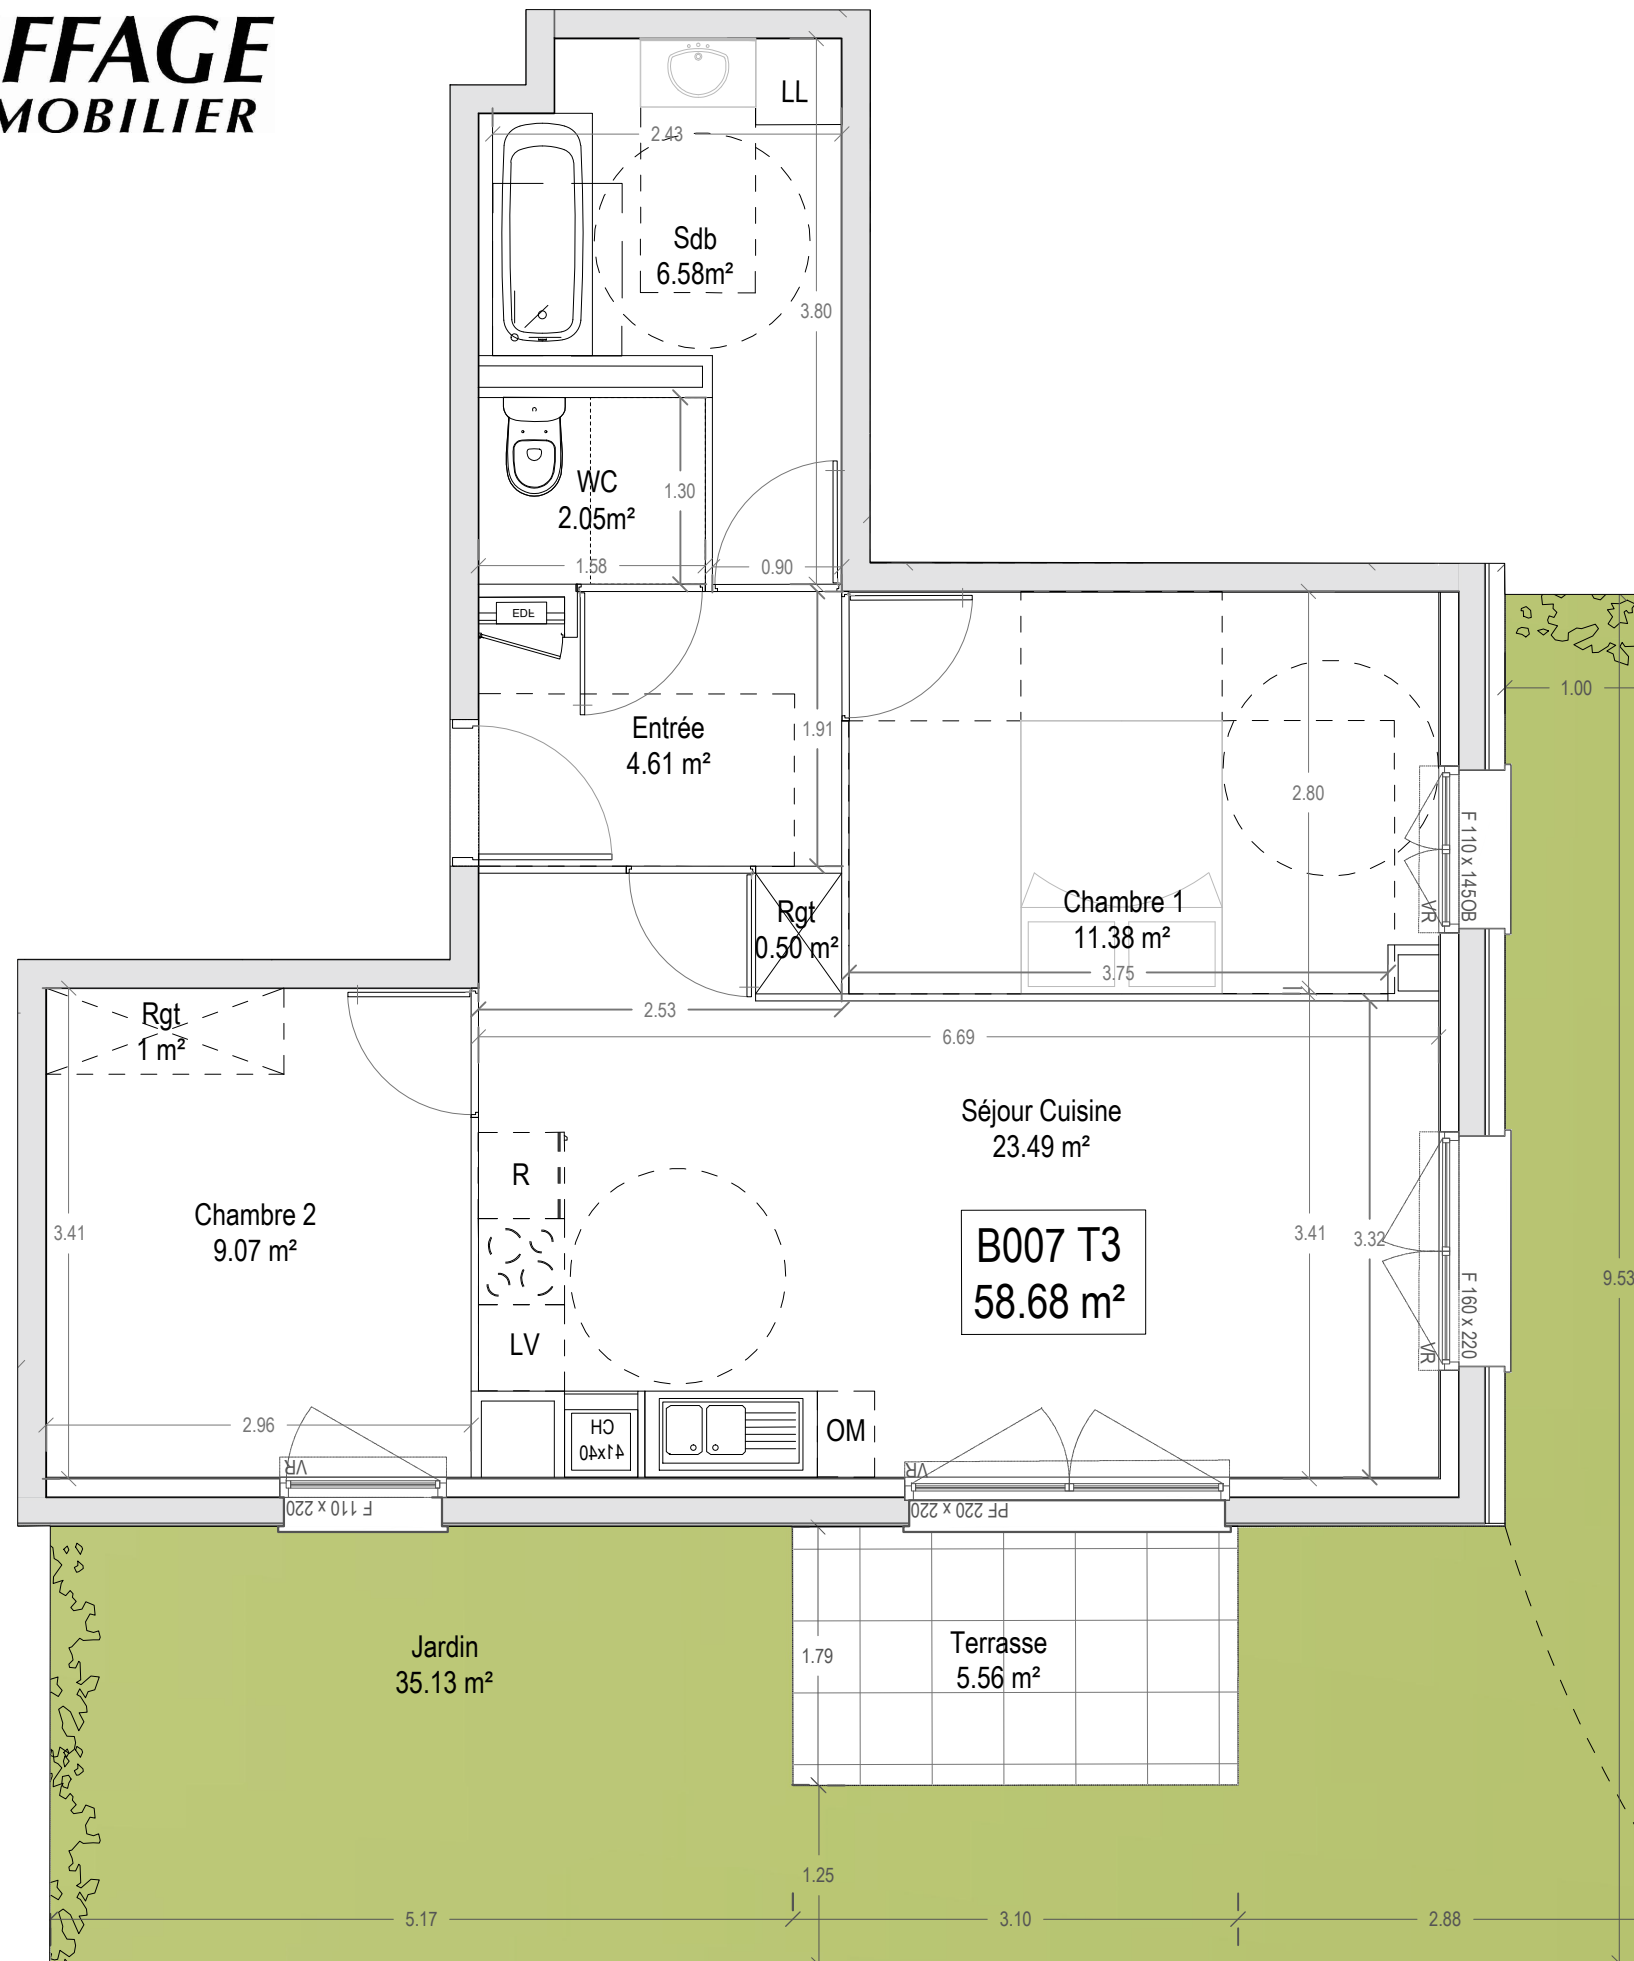 FFAGE
MOBILIER
LL
2.43
Sdb
6.58m²
3.80
WC
2.05m²
1.30
1.58
0.90
EDL
Entrée
4.61 m²
1.91
1.00
2.80
F 110 x 145OB
VR
Chambre 1
11.38 m²
3.75
Rgt
0.50 m²
2.53
6.69
Rgt
1 m²
Séjour Cuisine
23.49 m²
R
Chambre 2
9.07 m²
3.41
B007 T3
58.68 m²
3.41
3.32
9.53
F 160 x 220
VR
LV
2.96
CH
41x40
OM
VR
F 110 x 220
VR
PF 220 x 220
Jardin
35.13 m²
1.79
Terrasse
5.56 m²
1.25
5.17
3.10
2.88